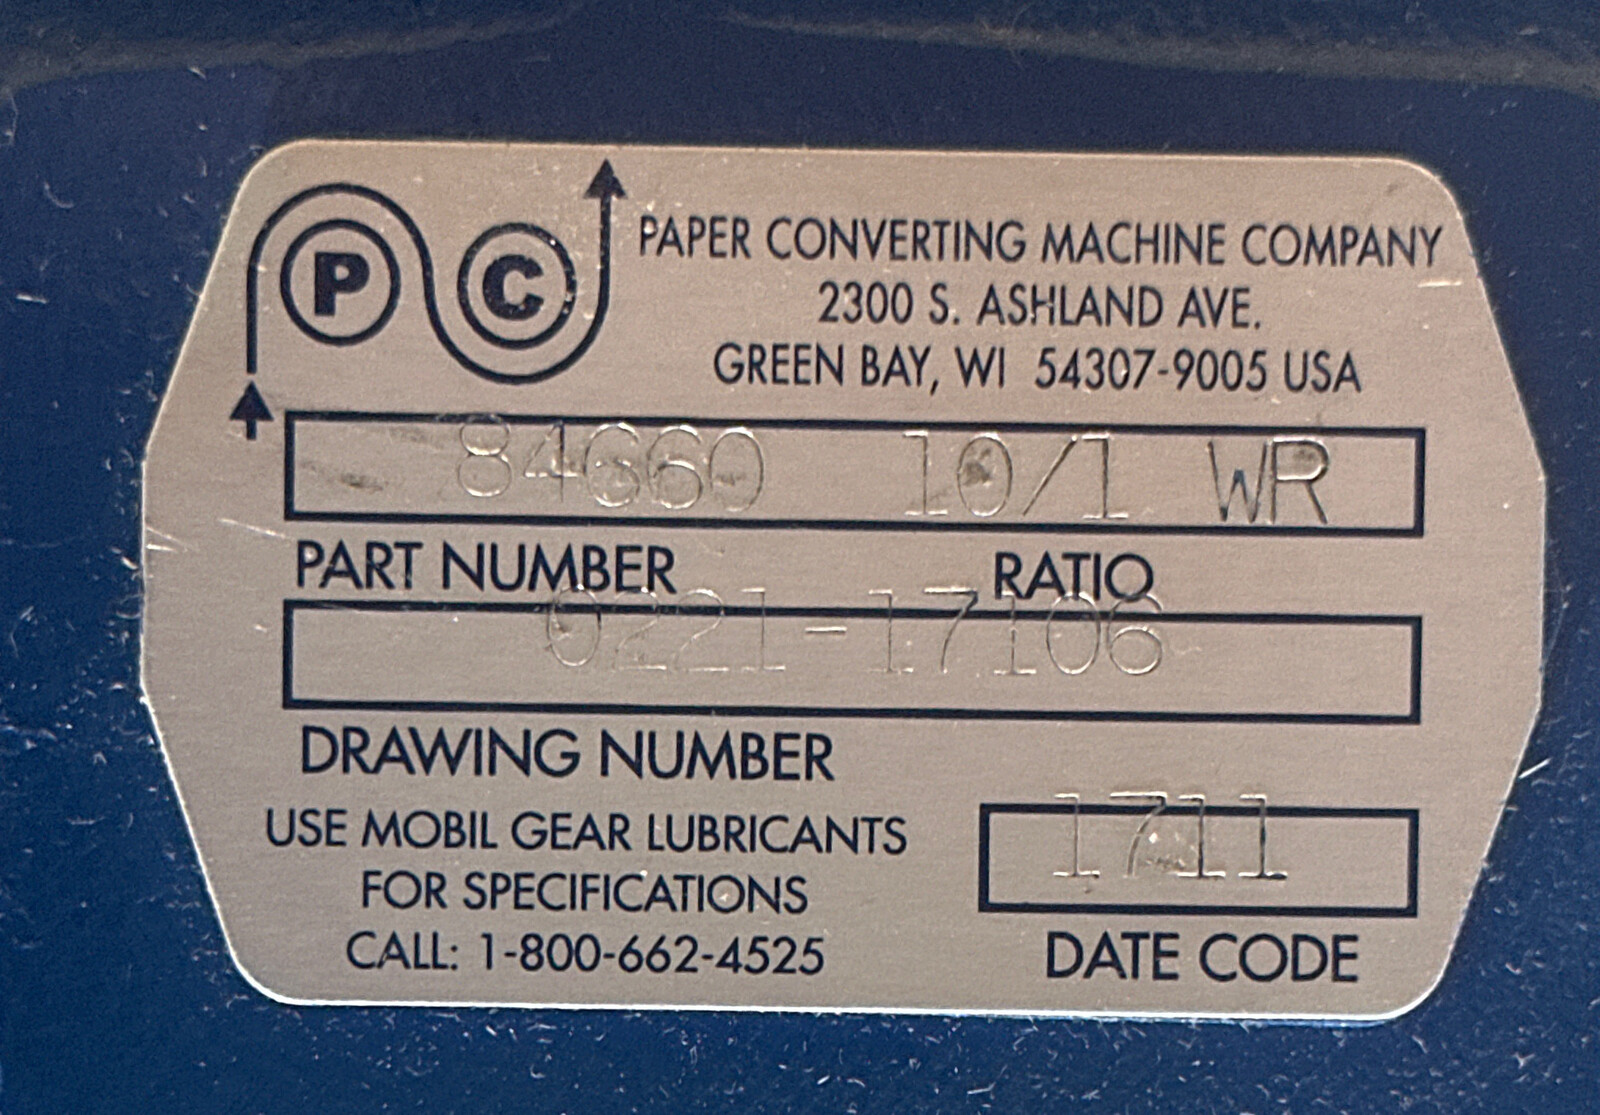 P C
PAPER CONVERTING MACHINE COMPANY
2300 S. ASHLAND AVE.
GREEN BAY, WI 54307-9005 USA
84660 10/1 WR
PART NUMBER RATIO
0221-17106
DRAWING NUMBER
USE MOBIL GEAR LUBRICANTS
FOR SPECIFICATIONS
CALL: 1-800-662-4525
1711
DATE CODE